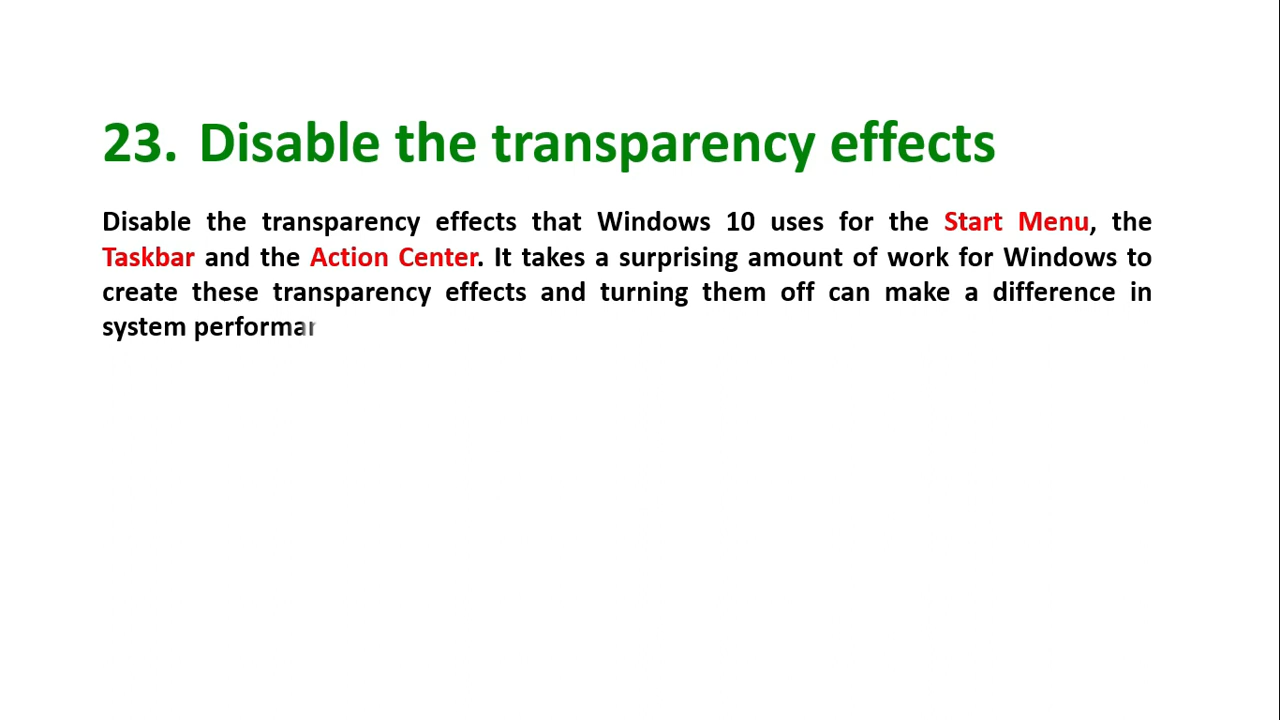 23. Disable the transparency effects
Disable the transparency effects that Windows 10 uses for the Start Menu, the
Taskbar and the Action Center. It takes a surprising amount of work for Windows to
create these transparency effects and turning them off can make a difference in
system performar